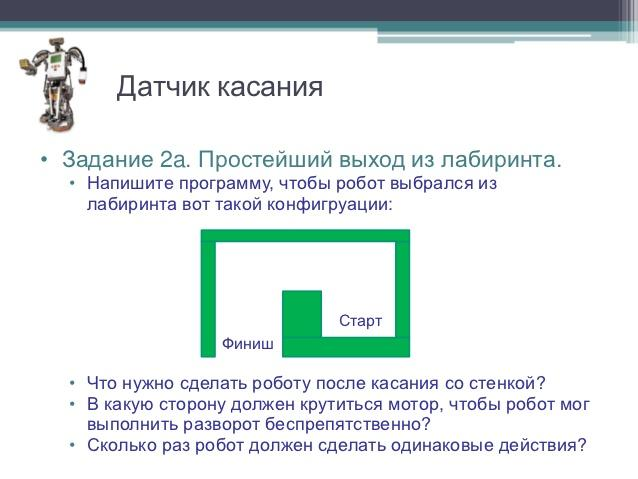 Датчик касания
• Задание 2а. Простейший выход из лабиринта.
• Напишите программу, чтобы робот выбрался из
лабиринта вот такой конфигруации:
Старт
Финиш
• Что нужно сделать роботу после касания со стенкой?
• В какую сторону должен крутиться мотор, чтобы робот мог
выполнить разворот беспрепятственно?
• Сколько раз робот должен сделать одинаковые действия?